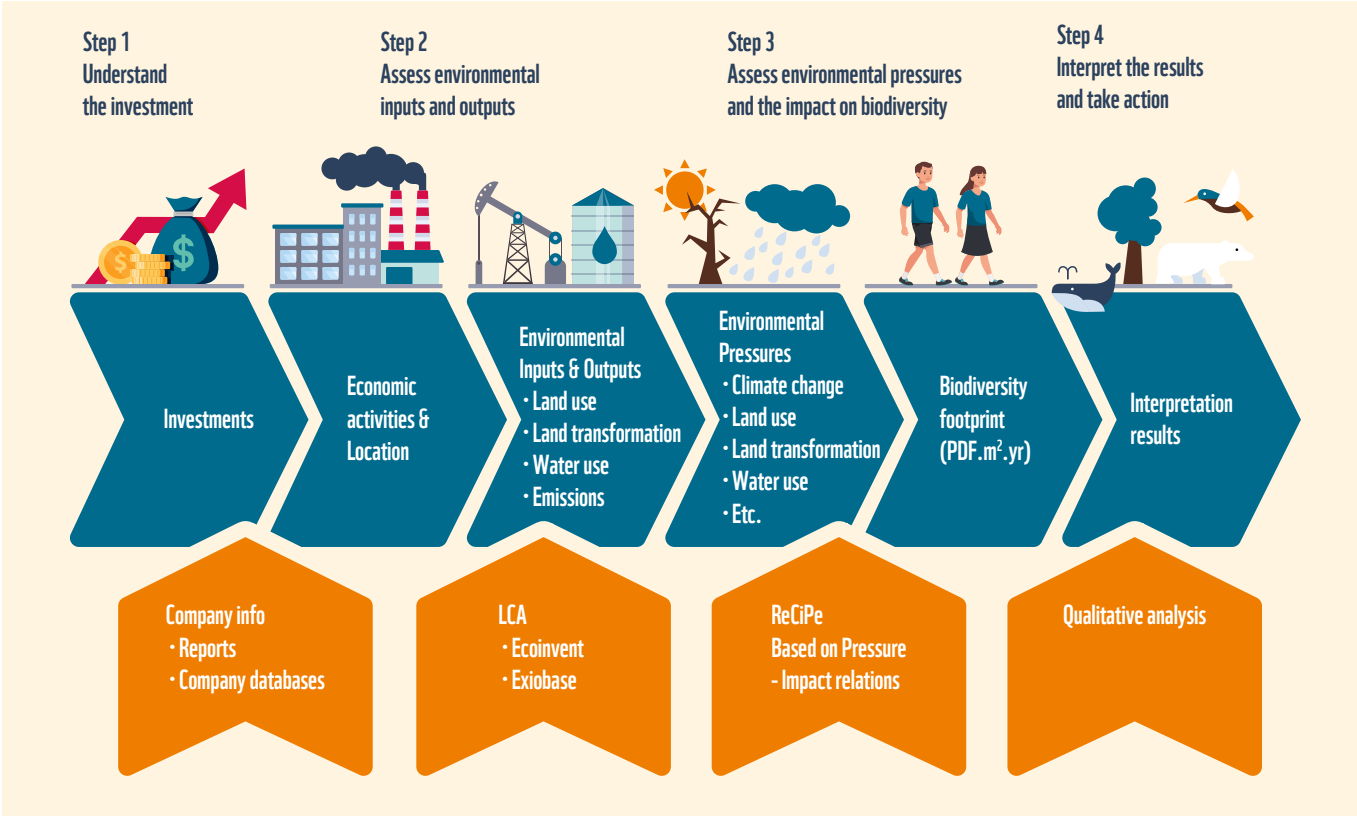 Step 1
Understand
the investment
Step 2
Assess environmental
inputs and outputs
Step 3
Assess environmental pressures
and the impact on biodiversity
Step 4
Interpret the results
and take action
$
$
Investments
Economic
activities &
Location
Environmental
Inputs & Outputs
· Land use
· Land transformation
· Water use
· Emissions
Environmental
Pressures
· Climate change
· Land use
· Land transformation
· Water use
· Etc.
Biodiversity
footprint
(PDF.m².yr)
Interpretation
results
Company info
· Reports
· Company databases
LCA
· Ecoinvent
· Exiobase
ReCiPe
Based on Pressure
- Impact relations
Qualitative analysis